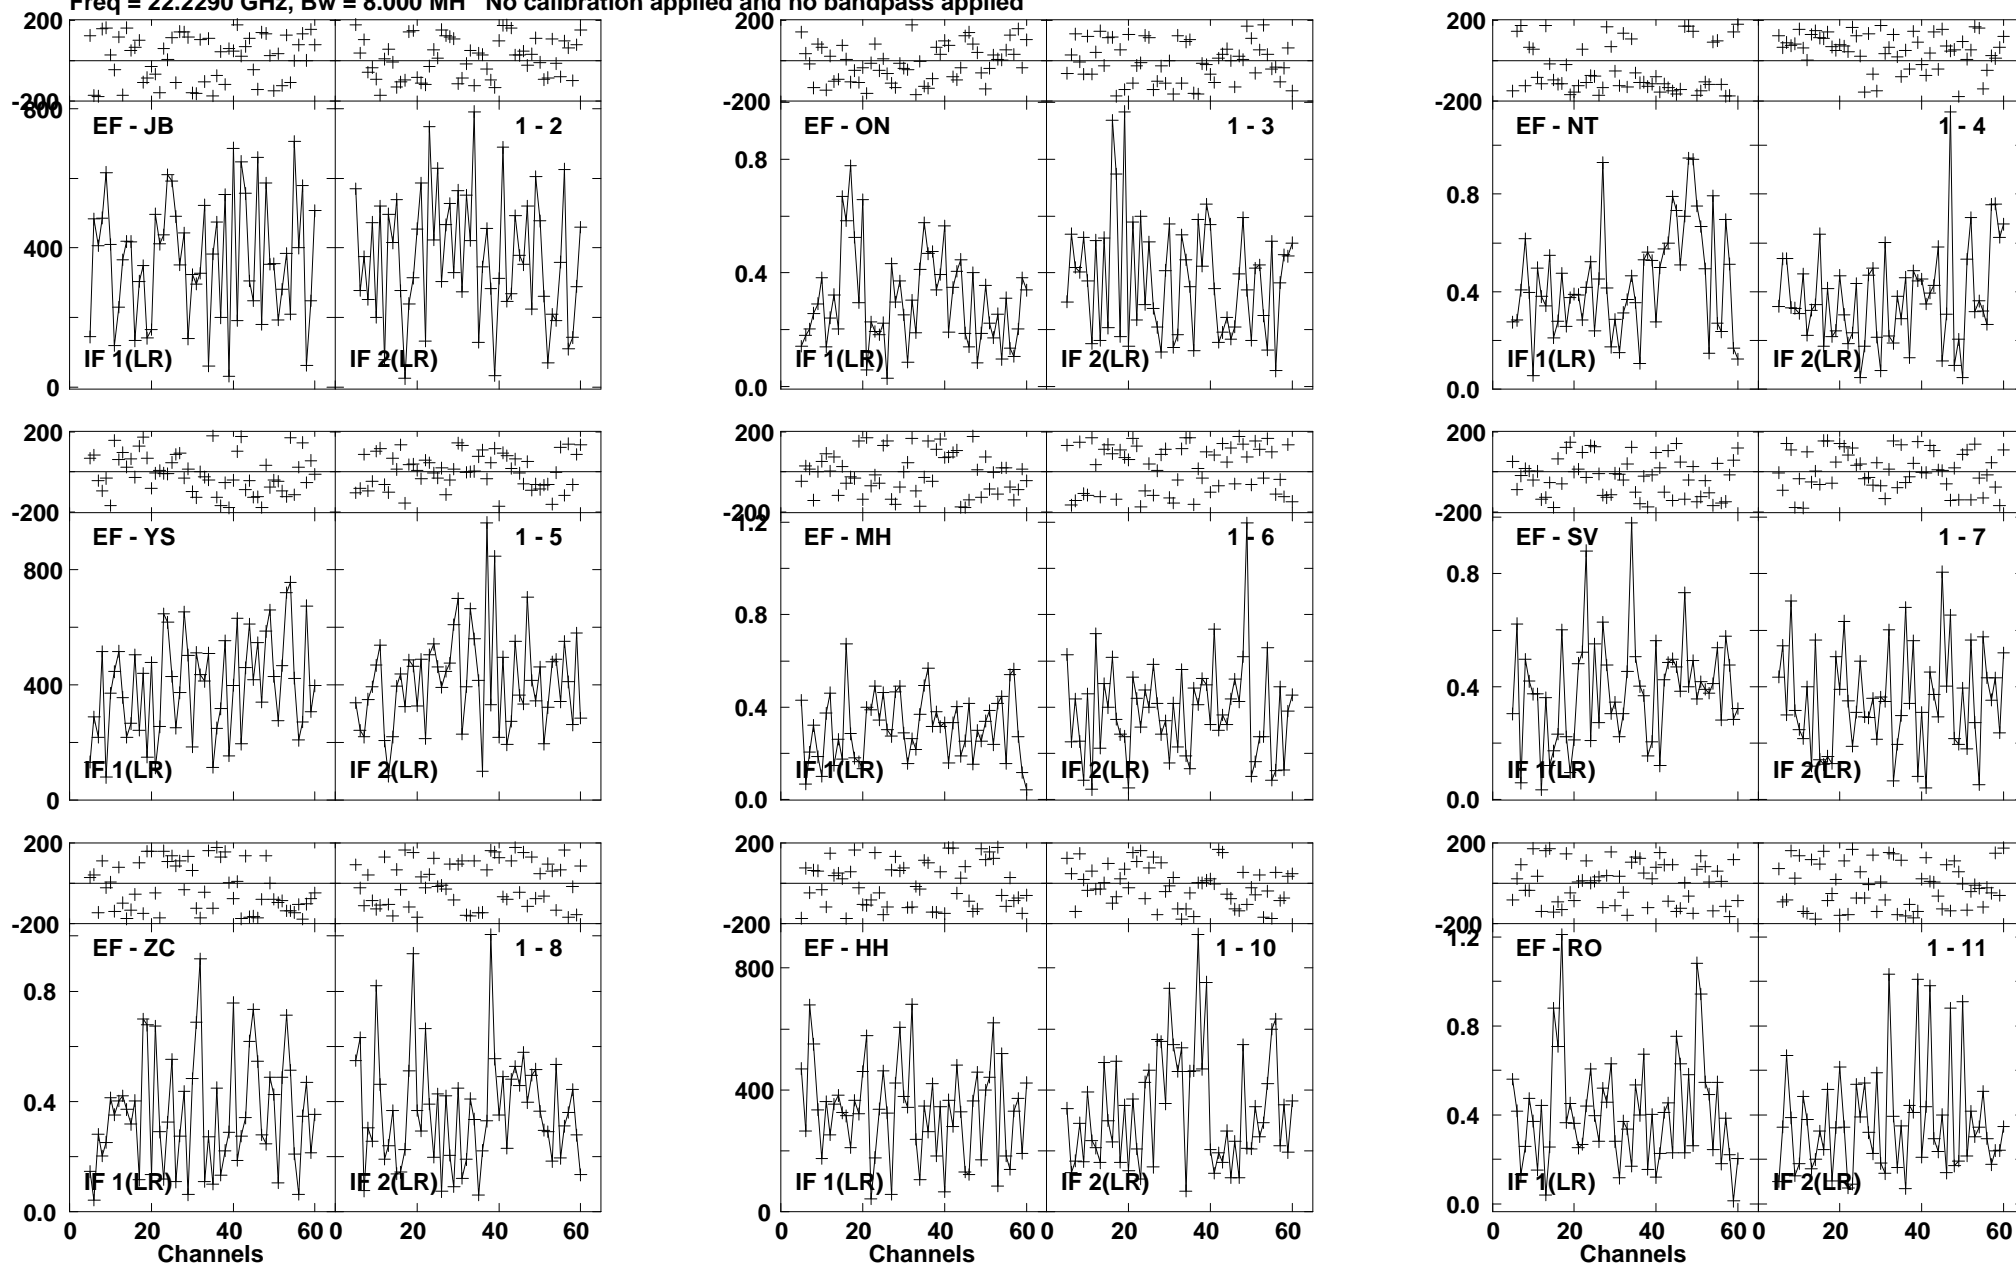 Freq = 22.2290 GHz, Bw = 8.000 MH No calibration applied and no bandpass applied
200 200 200
-200 -200 -200
EF - JB 1 - 2 EF - ON 1 - 3 EF - NT 1 - 4
800
0.8 0.8
400 0.4 0.4
IF 1(LR) IF 2(LR) IF 1(LR) IF 2(LR) IF 1(LR) IF 2(LR)
0 0.0 0.0
200 200 200
-200 -200 -200
1.2
EF - YS 1 - 5 EF - MH 1 - 6 EF - SV 1 - 7
800 0.8 0.8
400 0.4 0.4
IF 1(LR) IF 2(LR) IF 1(LR) IF 2(LR) IF 1(LR) IF 2(LR)
0 0.0 0.0
200 200 200
-200 -200 -200
1.2
EF - ZC 1 - 8 EF - HH 1 - 10 EF - RO 1 - 11
0.8 800 0.8
0.4 400 0.4
IF 1(LR) IF 2(LR) IF 1(LR) IF 2(LR) IF 1(LR) IF 2(LR)
0.0 0 0.0
0 20 40 60 0 20 40 60 0 20 40 60 0 20 40 60 0 20 40 60 0 20 40 60
Channels Channels Channels